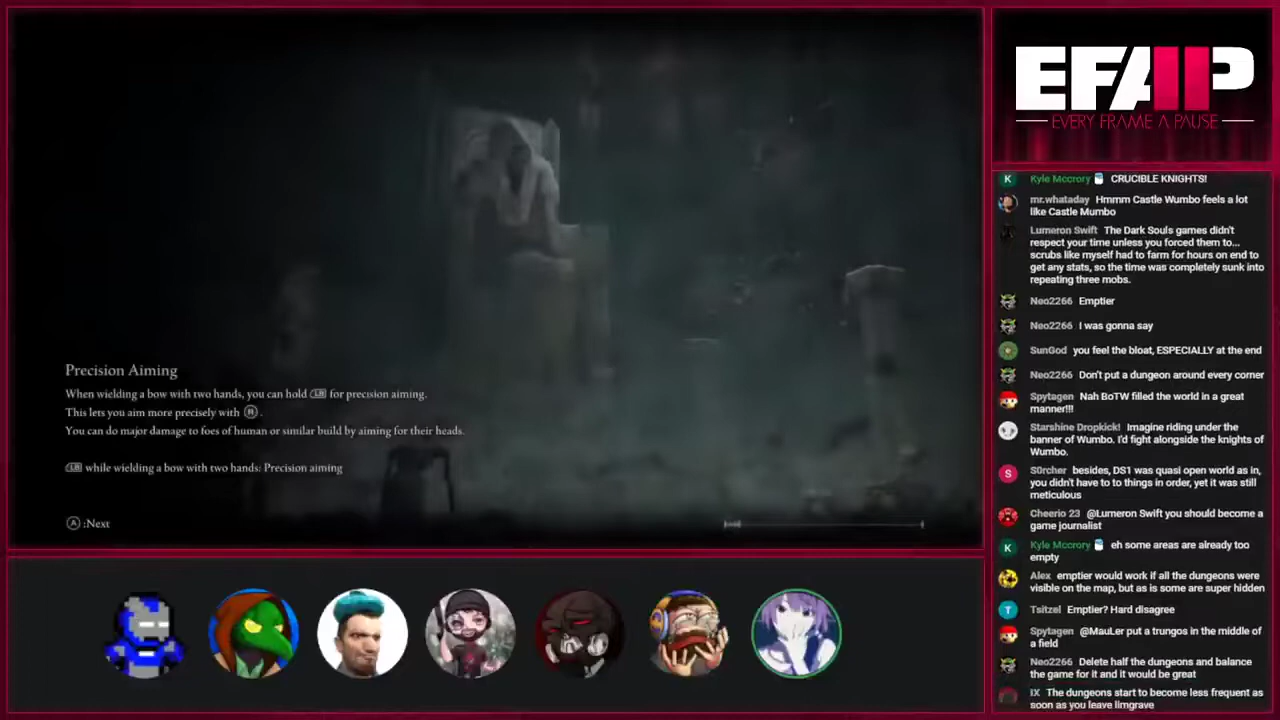 Precision Aiming
When wielding a bow with two hands, you can hold LB for precision aiming.
This lets you aim more precisely with R .
You can do major damage to foes of human or similar build by aiming for their heads.
LB while wielding a bow with two hands: Precision aiming
A :Next
EFAP
EVERY FRAME A PAUSE
K Kyle Mccrory CRUCIBLE KNIGHTS!
mr.whataday Hmmm Castle Wumbo feels a lot
like Castle Mumbo
Lumeron Swift The Dark Souls games didn't
respect your time unless you forced them to...
scrubs like myself had to farm for hours on end to
get any stats, so the time was completely sunk into
repeating three mobs.
Neo2266 Emptier
Neo2266 I was gonna say
SunGod you feel the bloat, ESPECIALLY at the end
Neo2266 Don't put a dungeon around every corner
Spytagen Nah BoTW filled the world in a great
manner!!!
Starshine Dropkick! Imagine riding under the
banner of Wumbo. I'd fight alongside the knights of
Wumbo.
S S0rcher besides, DS1 was quasi open world as in,
you didn't have to to things in order, yet it was still
meticulous
Cheerio 23 @Lumeron Swift you should become a
game journalist
K Kyle Mccrory eh some areas are already too
empty
Alex emptier would work if all the dungeons were
visible on the map, but as is some are super hidden
T Tsitzel Emptier? Hard disagree
Spytagen @MauLer put a trungos in the middle of
a field
Neo2266 Delete half the dungeons and balance
the game for it and it would be great
iX The dungeons start to become less frequent as
soon as you leave limgrave